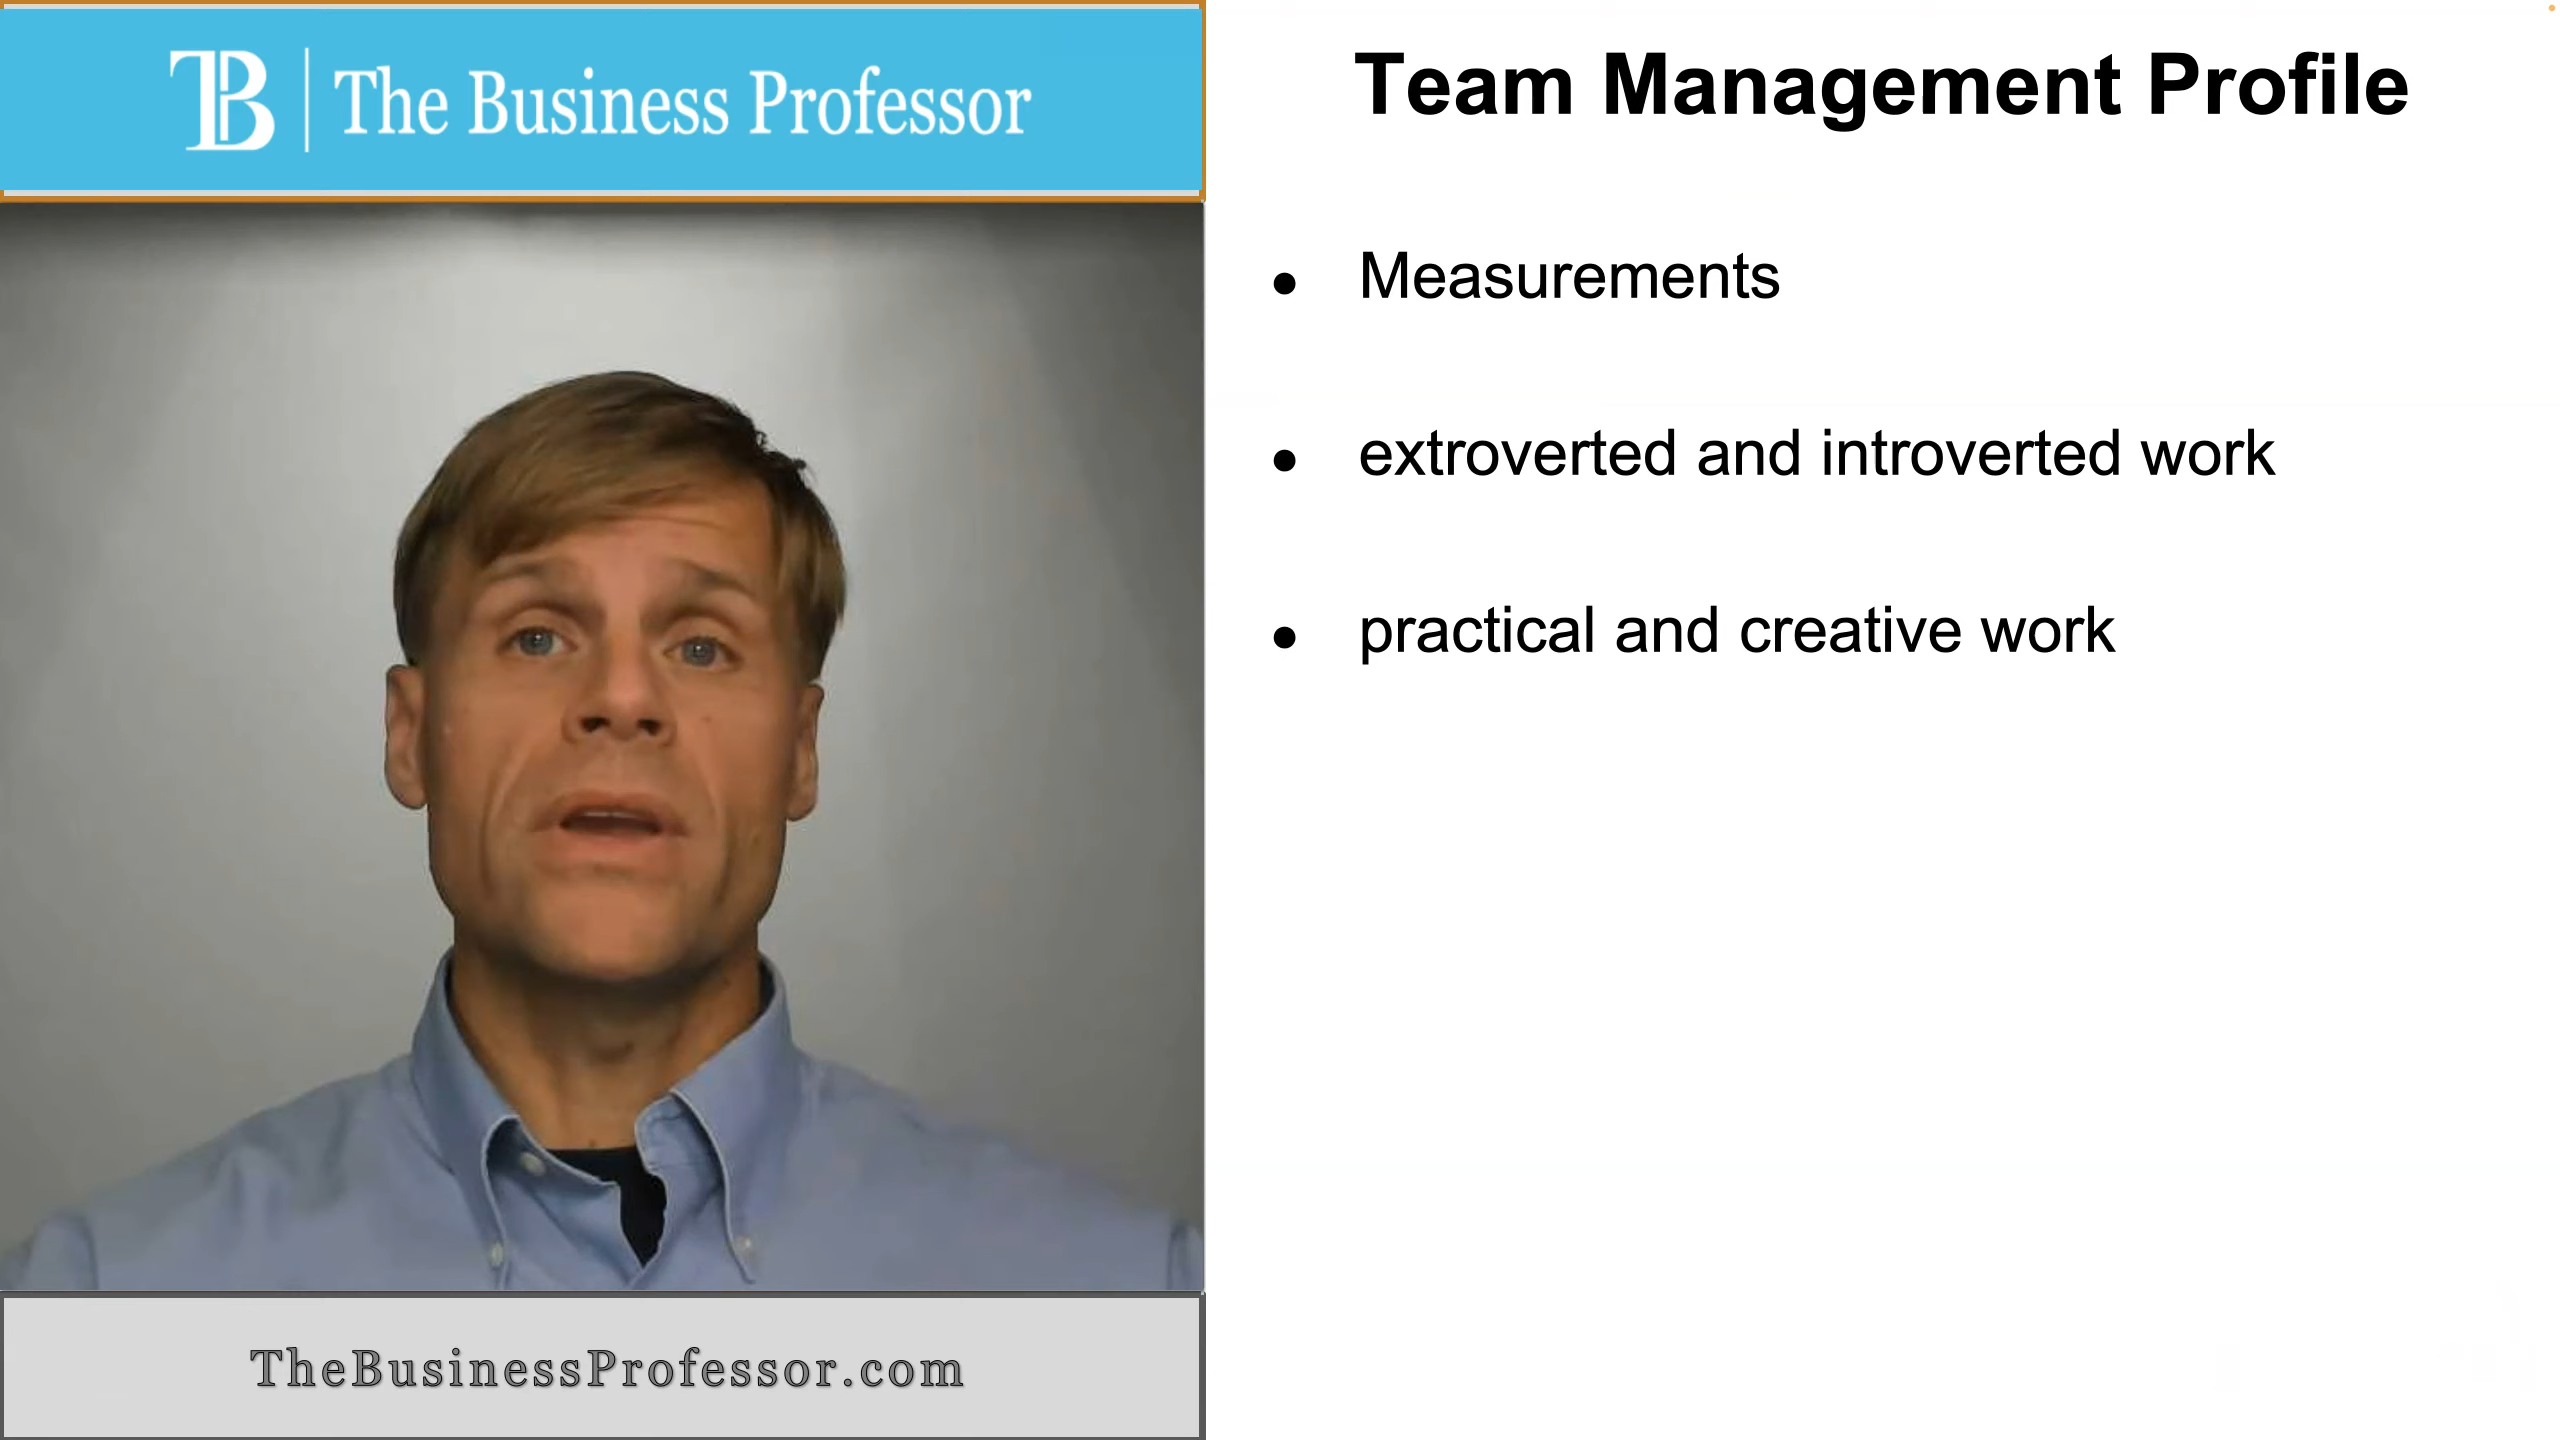 TB The Business Professor
Team Management Profile
• Measurements
• extroverted and introverted work
• practical and creative work
TheBusinessProfessor.com